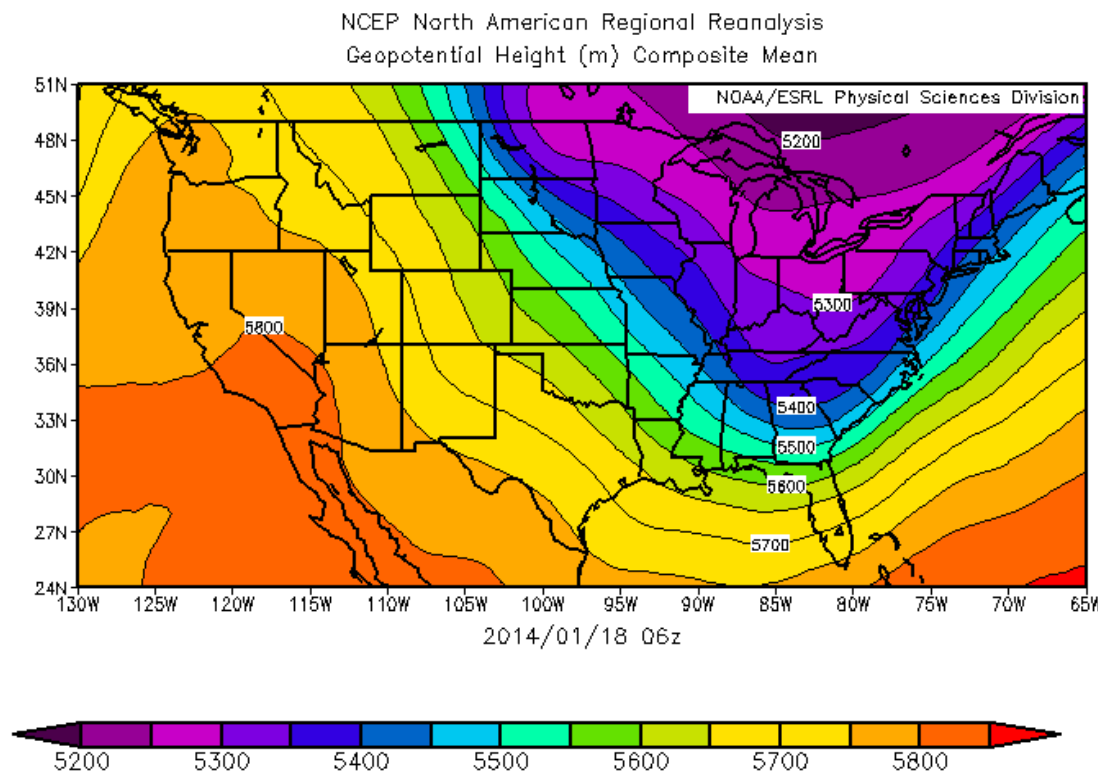 NCEP North American Regional Reanalysis
Geopotential Height (m) Composite Mean
51N
NOAA/ESRL Physical Sciences Division
48N
5200
45N
42N
39N
5300
5800
36N
33N
5400
5500
30N
5600
27N
5700
24N
130W 125W 120W 115W 110W 105W 100W 95W 90W 85W 80W 75W 70W 65W
2014/01/18 06z
5200 5300 5400 5500 5600 5700 5800